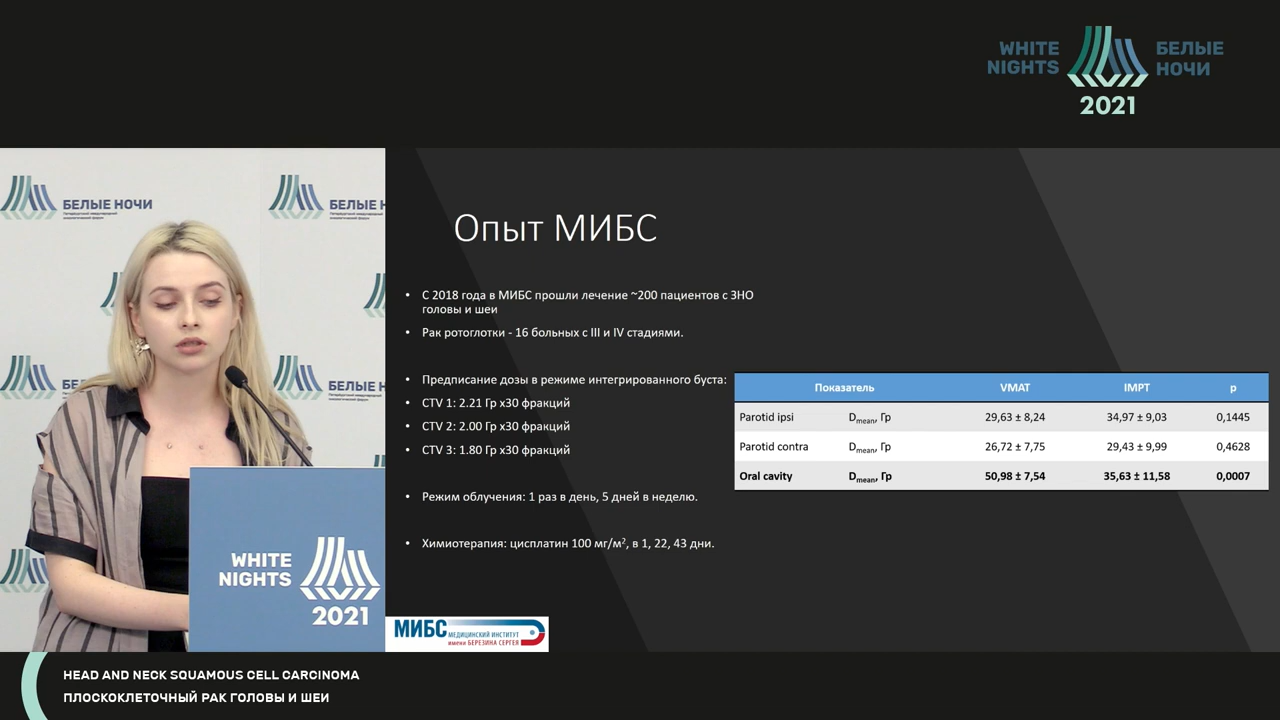 WHITE NIGHTS
БЕЛЫЕ НОЧИ
2021
БЕЛЫЕ НОЧИ
БЕЛЫЕ
БЕЛЫЕ НО
Опыт МИБС
• С 2018 года в МИБС прошли лечение ~200 пациентов с ЗНО
головы и шеи
• Рак ротоглотки - 16 больных с III и IV стадиями.
• Предписание дозы в режиме интегрированного буста:
• CTV 1: 2.21 Гр x30 фракций
• CTV 2: 2.00 Гр x30 фракций
• CTV 3: 1.80 Гр x30 фракций
• Режим облучения: 1 раз в день, 5 дней в неделю.
• Химиотерапия: цисплатин 100 мг/м², в 1, 22, 43 дни.
Показатель VMAT IMPT p
Parotid ipsi Dmean, Гр 29,63 ± 8,24 34,97 ± 9,03 0,1445
Parotid contra Dmean, Гр 26,72 ± 7,75 29,43 ± 9,99 0,4628
Oral cavity Dmean, Гр 50,98 ± 7,54 35,63 ± 11,58 0,0007
WHITE
NIGHTS
2021
МИБС МЕДИЦИНСКИЙ ИНСТИТУТ
имени БЕРЕЗИНА СЕРГЕЯ
HEAD AND NECK SQUAMOUS CELL CARCINOMA
ПЛОСКОКЛЕТОЧНЫЙ РАК ГОЛОВЫ И ШЕИ